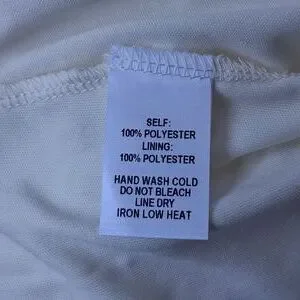 SELF:
100% POLYESTER
LINING:
100% POLYESTER
HAND WASH COLD
DO NOT BLEACH
LINE DRY
IRON LOW HEAT